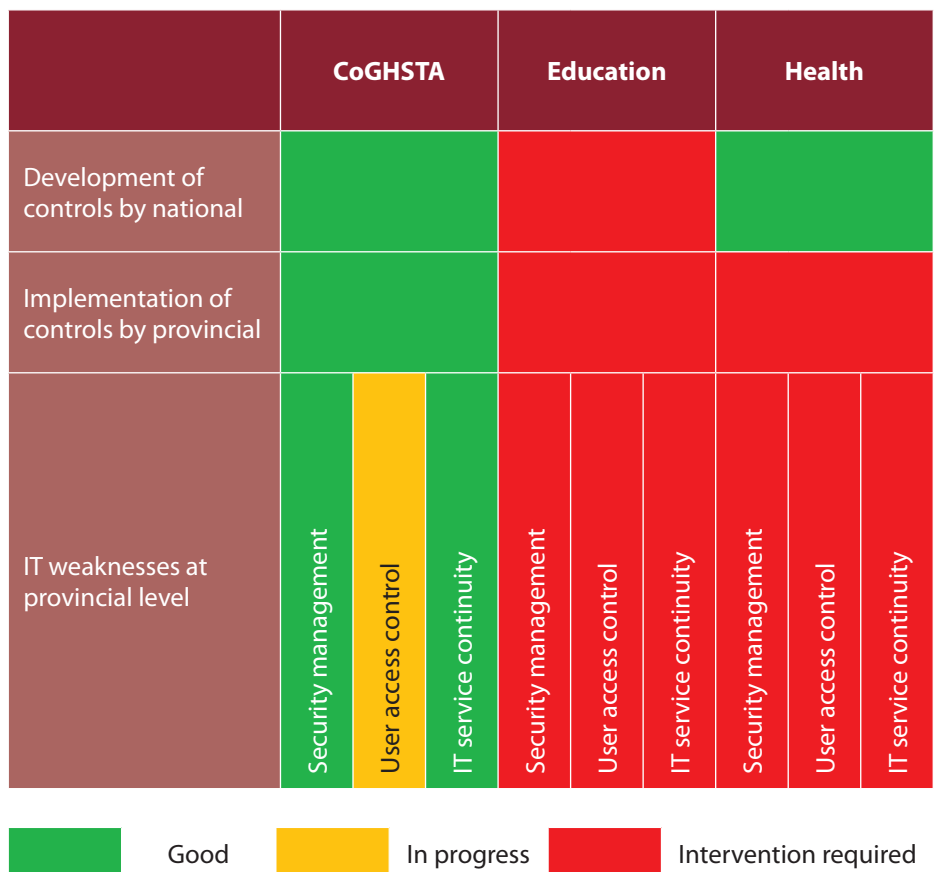 CoGHSTA
Education
Health
Development of
controls by national
Implementation of
controls by provincial
IT weaknesses at
provincial level
Security management
User access control
IT service continuity
Security management
User access control
IT service continuity
Security management
User access control
IT service continuity
Good
In progress
Intervention required